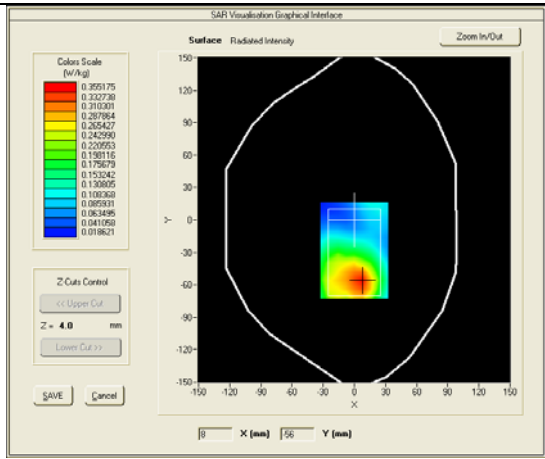 SAR Visualisation Graphical Interface
Surface Radiated Intensity
Zoom In/Out
Colors Scale
(W/kg)
0.355175
0.332738
0.310301
0.287864
0.265427
0.242990
0.220553
0.198116
0.175679
0.153242
0.130805
0.108368
0.085931
0.063495
0.041058
0.018621
150
120
90
60
30
0
-30
-60
-90
-120
-150
Y
-150 -120 -90 -60 -30 0 30 60 90 120 150
X
Z Cuts Control
<< Upper Cut
Z = 4.0 mm
Lower Cut >>
SAVE Cancel
8 X (mm) -56 Y (mm)